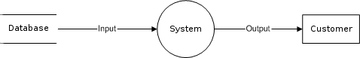 Database
Input
System
Output
Customer